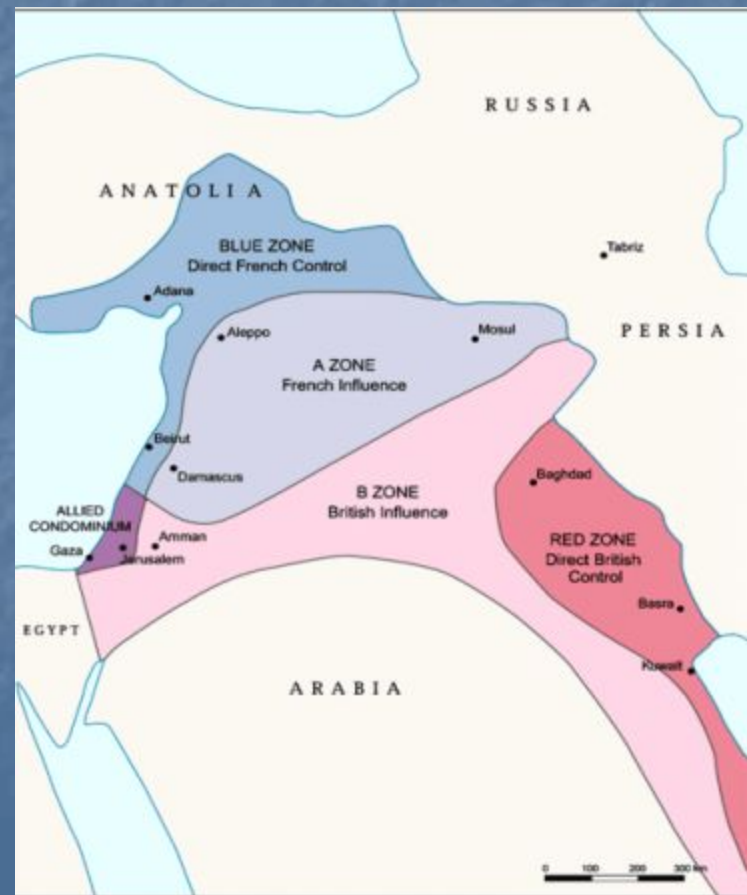 RUSSIA
ANATOLIA
BLUE ZONE
Direct French Control
Tabriz
Adana
Aleppo
Mosul
PERSIA
A ZONE
French Influence
Beirut
Damascus
Baghdad
B ZONE
British Influence
ALLIED
CONDOMINIUM
Amman
Gaza
Jerusalem
RED ZONE
Direct British
Control
Basra
EGYPT
Kuwait
ARABIA
0 100 200 300 km